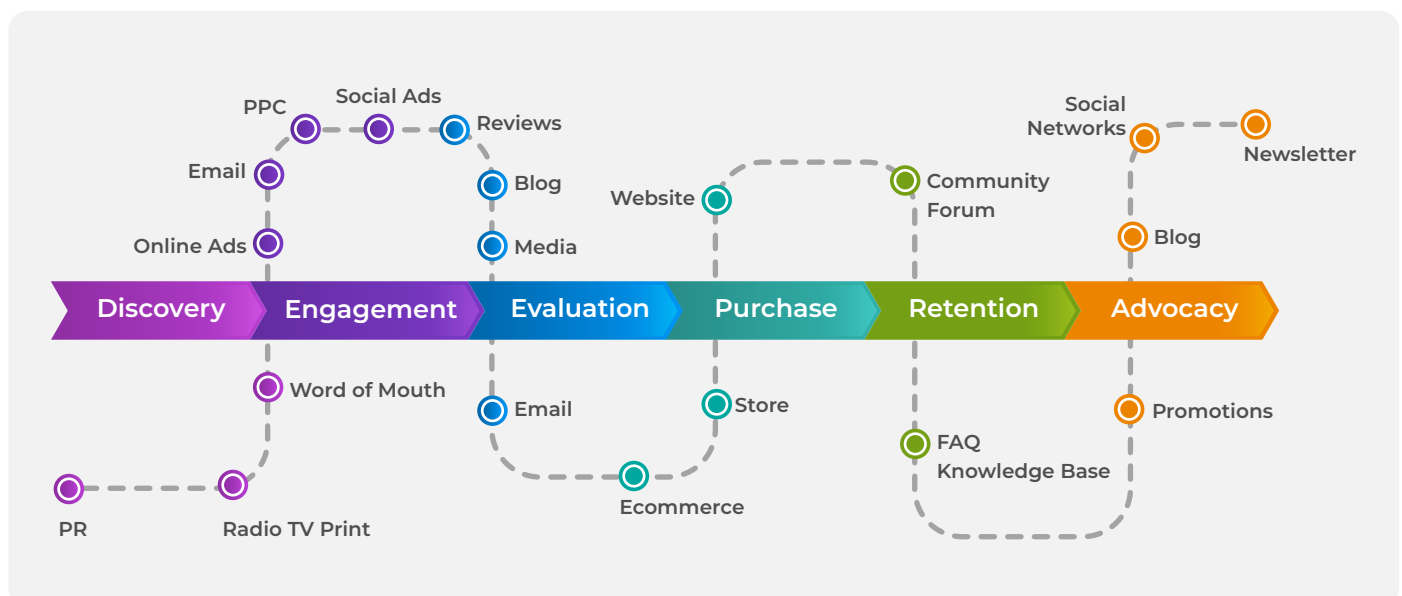 Social Ads
PPC
Social
Networks
Reviews
Newsletter
Email
Blog
Community
Forum
Website
Online Ads
Media
Blog
Discovery
Engagement
Evaluation
Purchase
Retention
Advocacy
Word of Mouth
Email
Store
Promotions
FAQ
Knowledge Base
Ecommerce
PR
Radio TV Print